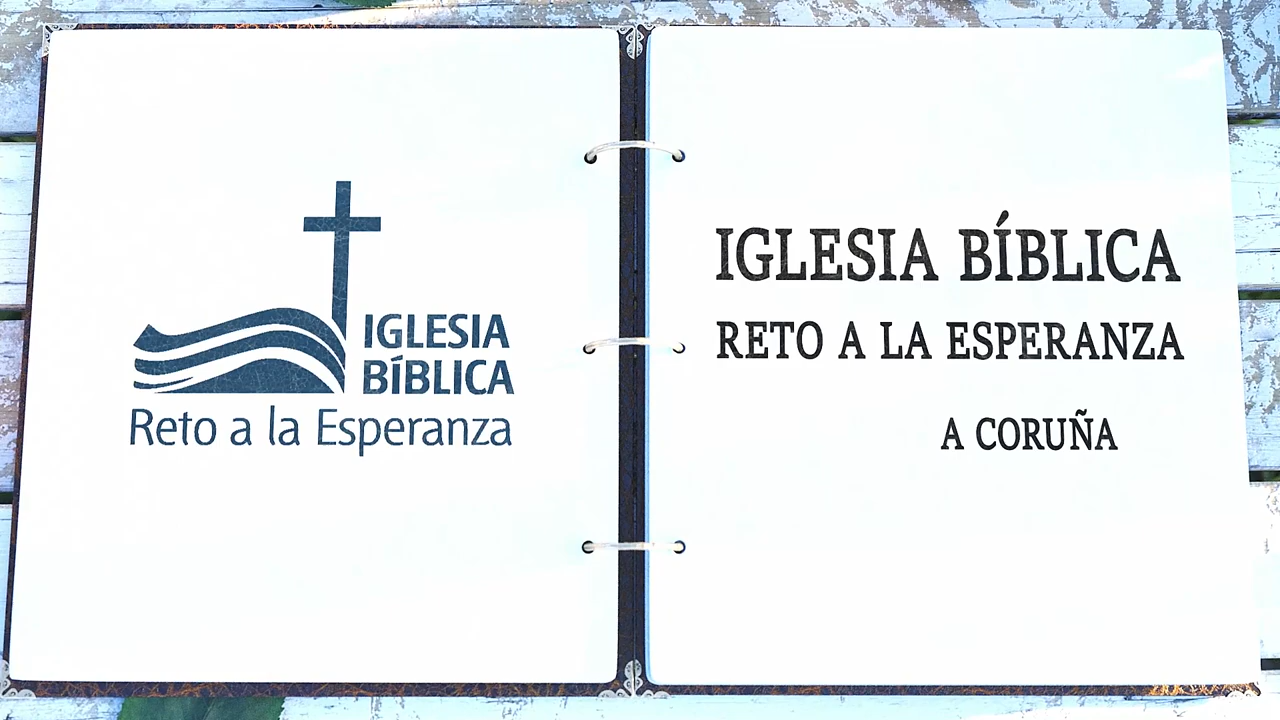 IGLESIA
BÍBLICA
Reto a la Esperanza
IGLESIA BÍBLICA
RETO A LA ESPERANZA
A CORUÑA